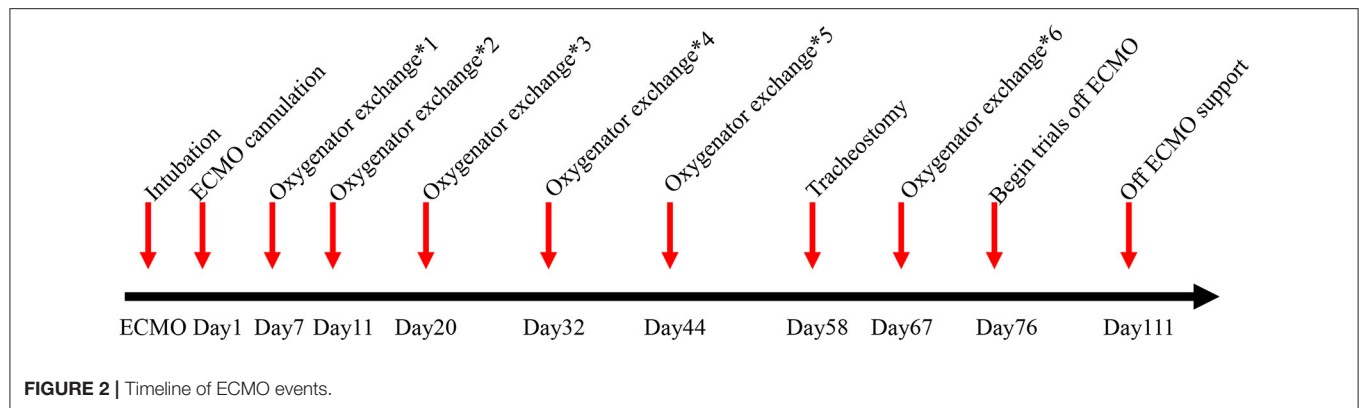 Intubation
ECMO cannulation
Oxygenator exchange*1
Oxygenator exchange*2
Oxygenator exchange*3
Oxygenator exchange*4
Oxygenator exchange*5
Tracheostomy
Oxygenator exchange*6
Begin trials off ECMO
Off ECMO support
ECMO Day1 Day7 Day11 Day20 Day32 Day44 Day58 Day67 Day76 Day111
FIGURE 2 | Timeline of ECMO events.